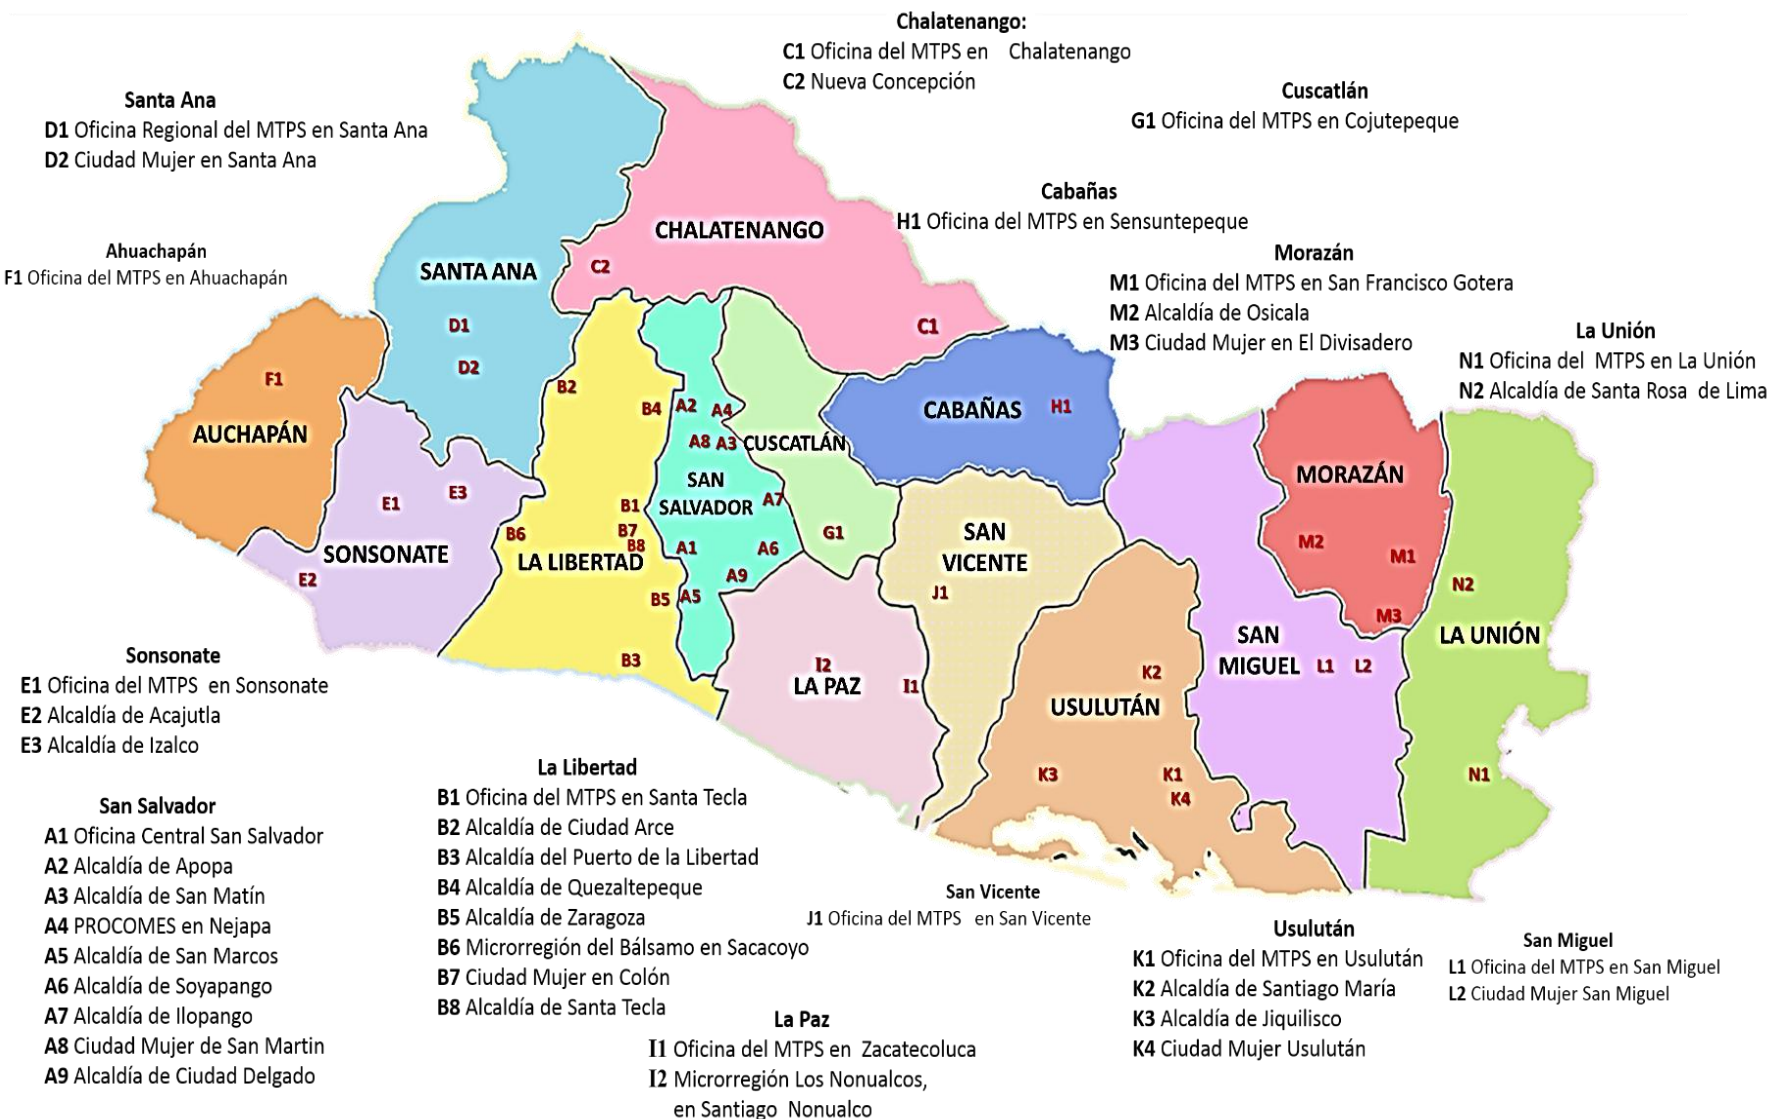 Chalatenango:
C1 Oficina del MTPS en Chalatenango
C2 Nueva Concepción
Cuscatlán
G1 Oficina del MTPS en Cojutepeque
Santa Ana
D1 Oficina Regional del MTPS en Santa Ana
D2 Ciudad Mujer en Santa Ana
Cabañas
H1 Oficina del MTPS en Sensuntepeque
Ahuachapán
F1 Oficina del MTPS en Ahuachapán
Morazán
M1 Oficina del MTPS en San Francisco Gotera
M2 Alcaldía de Osicala
M3 Ciudad Mujer en El Divisadero
La Unión
N1 Oficina del MTPS en La Unión
N2 Alcaldía de Santa Rosa de Lima
CHALATENANGO
C2
C1
SANTA ANA
D1
D2
F1
AUCHAPÁN
E1
E3
SONSONATE
E2
B2
B4
B1
B6
B7
B8
LA LIBERTAD
B5
B3
A2
A4
A8
A3
SAN
SALVADOR
A7
A1
A6
A9
A5
CUSCATLÁN
G1
CABAÑAS
H1
SAN
VICENTE
J1
I2
LA PAZ
I1
K2
USULUTÁN
K3
K1
K4
SAN
MIGUEL
L1
L2
MORAZÁN
M2
M1
M3
N2
LA UNIÓN
N1
Sonsonate
E1 Oficina del MTPS en Sonsonate
E2 Alcaldía de Acajutla
E3 Alcaldía de Izalco
San Salvador
A1 Oficina Central San Salvador
A2 Alcaldía de Apopa
A3 Alcaldía de San Matín
A4 PROCOMES en Nejapa
A5 Alcaldía de San Marcos
A6 Alcaldía de Soyapango
A7 Alcaldía de Ilopango
A8 Ciudad Mujer de San Martin
A9 Alcaldía de Ciudad Delgado
La Libertad
B1 Oficina del MTPS en Santa Tecla
B2 Alcaldía de Ciudad Arce
B3 Alcaldía del Puerto de la Libertad
B4 Alcaldía de Quezaltepeque
B5 Alcaldía de Zaragoza
B6 Microrregión del Bálsamo en Sacacoyo
B7 Ciudad Mujer en Colón
B8 Alcaldía de Santa Tecla
La Paz
I1 Oficina del MTPS en Zacatecoluca
I2 Microrregión Los Nonualcos,
en Santiago Nonualco
San Vicente
J1 Oficina del MTPS en San Vicente
Usulután
K1 Oficina del MTPS en Usulután
K2 Alcaldía de Santiago María
K3 Alcaldía de Jiquilisco
K4 Ciudad Mujer Usulután
San Miguel
L1 Oficina del MTPS en San Miguel
L2 Ciudad Mujer San Miguel